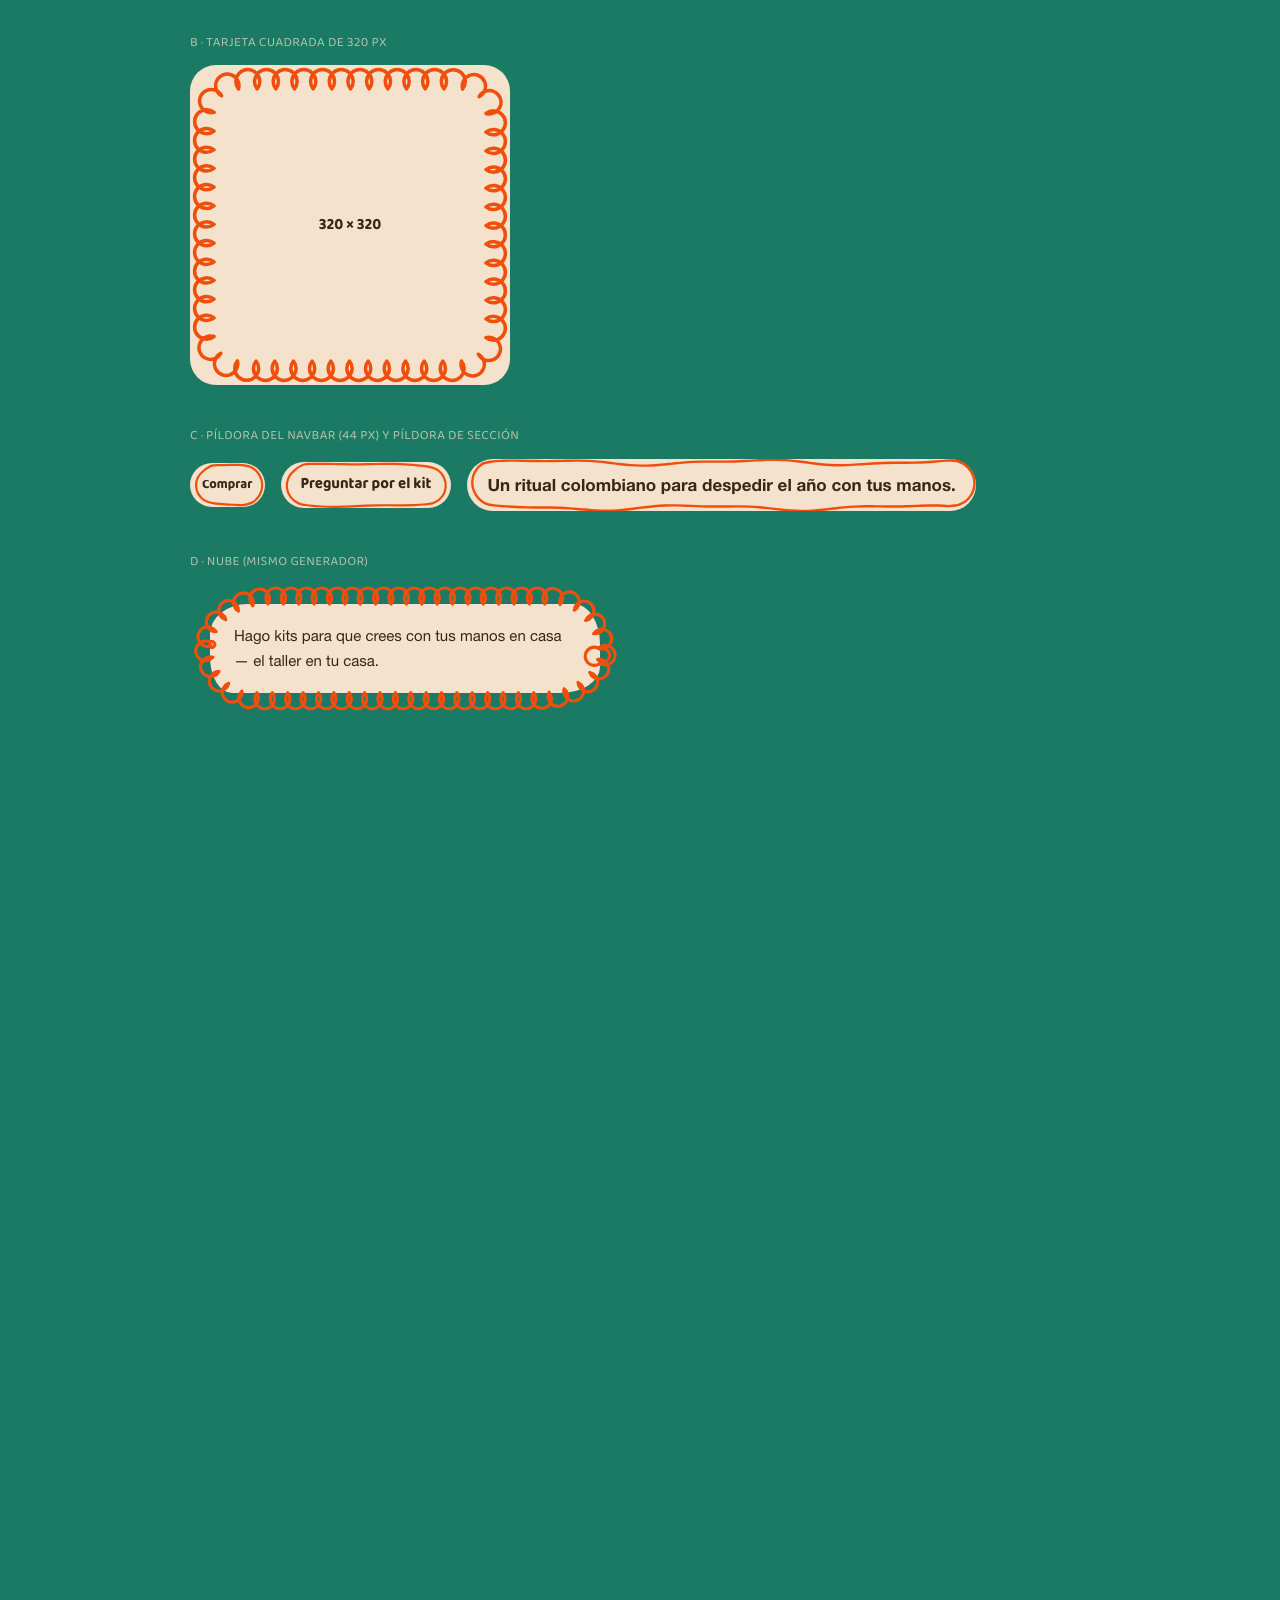 B · TARJETA CUADRADA DE 320 PX
320 × 320
C · PÍLDORA DEL NAVBAR (44 PX) Y PÍLDORA DE SECCIÓN
Comprar
Preguntar por el kit
Un ritual colombiano para despedir el año con tus manos.
D · NUBE (MISMO GENERADOR)
Hago kits para que crees con tus manos en casa
— el taller en tu casa.